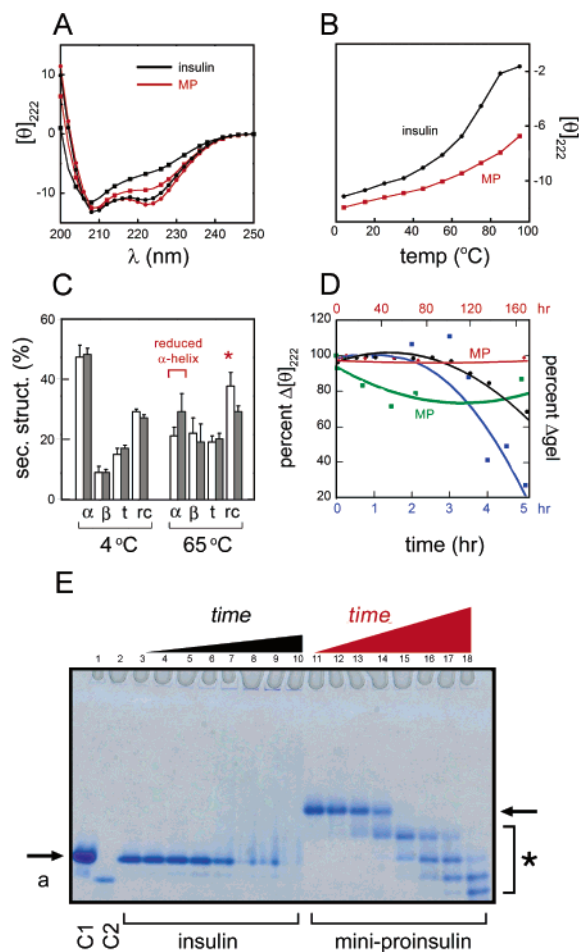 A
B
insulin
MP
[θ]222
10
0
-10
200
210
220
230
240
250
λ (nm)
insulin
MP
-2
-6
-10
[θ]222
0
20
40
60
80
100
temp (°C)
C
D
sec. struct. (%)
60
40
20
0
reduced
α-helix
*
α β t rc α β t rc
4 °C 65 °C
0 40 80 120 160 hr
percent Δ[θ]222
120
100
80
60
40
20
MP
MP
percent Δgel
0 1 2 3 4 5 hr
time (hr)
E
time time
1 2 3 4 5 6 7 8 9 10 11 12 13 14 15 16 17 18
a
*
C1 C2 insulin mini-proinsulin